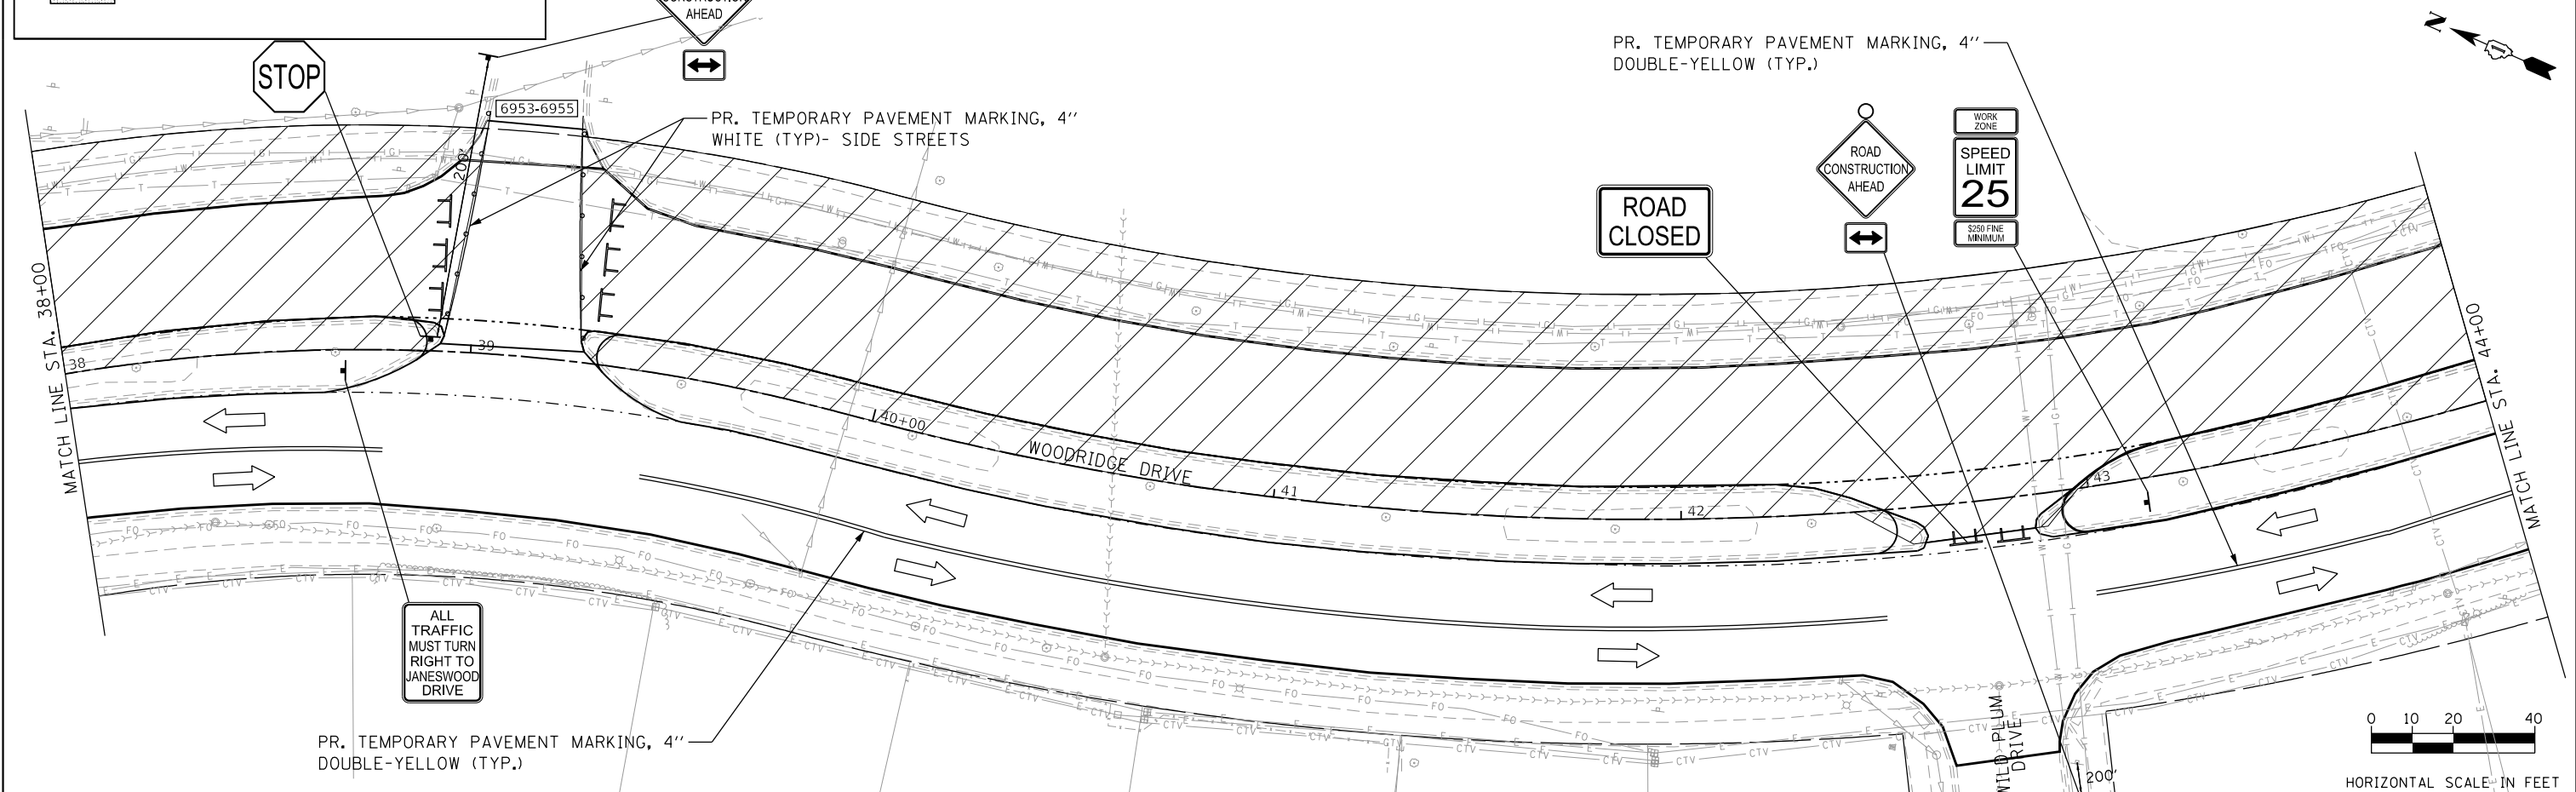 CONSTRUCTION
AHEAD
STOP
6953-6955
PR. TEMPORARY PAVEMENT MARKING, 4"
WHITE (TYP)- SIDE STREETS
PR. TEMPORARY PAVEMENT MARKING, 4"
DOUBLE-YELLOW (TYP.)
N
ROAD
CONSTRUCTION
AHEAD
WORK
ZONE
SPEED
LIMIT
25
$250 FINE
MINIMUM
ROAD
CLOSED
200'
MATCH LINE STA. 38+00
38
39
40+00
WOODRIDGE DRIVE
41
42
43
MATCH LINE STA. 44+00
ALL
TRAFFIC
MUST TURN
RIGHT TO
JANESWOOD
DRIVE
PR. TEMPORARY PAVEMENT MARKING, 4"
DOUBLE-YELLOW (TYP.)
WILD PLUM
DRIVE
200'
0 10 20 40
HORIZONTAL SCALE IN FEET